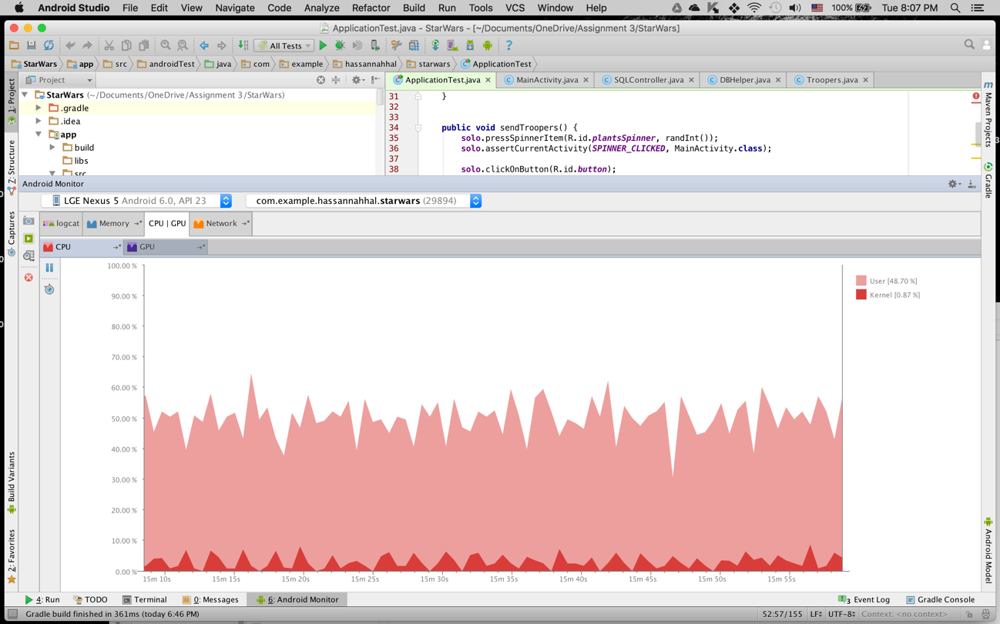 Android Studio File Edit View Navigate Code Analyze Refactor Build Run Tools VCS Window Help 100% Tue 8:07 PM
ApplicationTest.java - StarWars - [~/Documents/OneDrive/Assignment 3/StarWars]
All Tests
StarWars app src androidTest java com example hassannahhal starwars ApplicationTest
Project
ApplicationTest.java MainActivity.java SQLController.java DBHelper.java Troopers.java
1: Project
Z: Structure
Captures
Build Variants
2: Favorites
StarWars (~/Documents/OneDrive/Assignment 3/StarWars)
.gradle
.idea
app
build
libs
src
31 }
32
33
34 public void sendTroopers() {
35 solo.pressSpinnerItem(R.id.plantsSpinner, randInt());
36 solo.assertCurrentActivity(SPINNER_CLICKED, MainActivity.class);
37
38 solo.clickOnButton(R.id.button);
Maven Projects
Gradle
Android Model
Android Monitor
LGE Nexus 5 Android 6.0, API 23 com.example.hassannahhal.starwars (29894)
logcat Memory CPU | GPU Network
CPU GPU
100.00 %
90.00 %
80.00 %
70.00 %
60.00 %
50.00 %
40.00 %
30.00 %
20.00 %
10.00 %
0.00 %
User [48.70 %]
Kernel [0.87 %]
15m 10s 15m 15s 15m 20s 15m 25s 15m 30s 15m 35s 15m 40s 15m 45s 15m 50s 15m 55s
4: Run TODO Terminal 0: Messages 6: Android Monitor 3 Event Log Gradle Console
Gradle build finished in 361ms (today 6:46 PM) 52:57/155 LF UTF-8 Context: <no context>